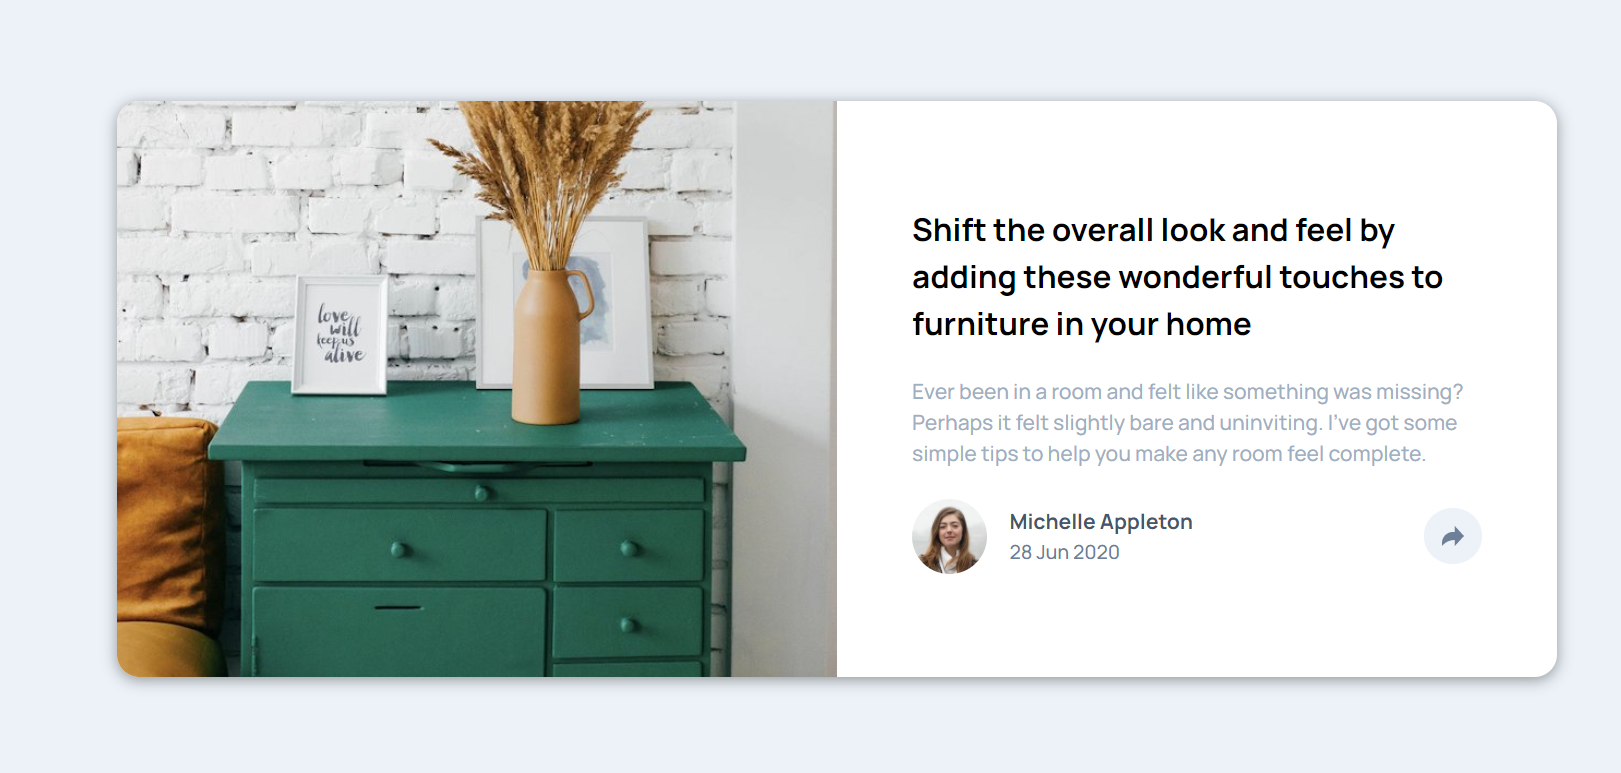 love
will
keep us
alive
Shift the overall look and feel by
adding these wonderful touches to
furniture in your home
Ever been in a room and felt like something was missing?
Perhaps it felt slightly bare and uninviting. I've got some
simple tips to help you make any room feel complete.
Michelle Appleton
28 Jun 2020